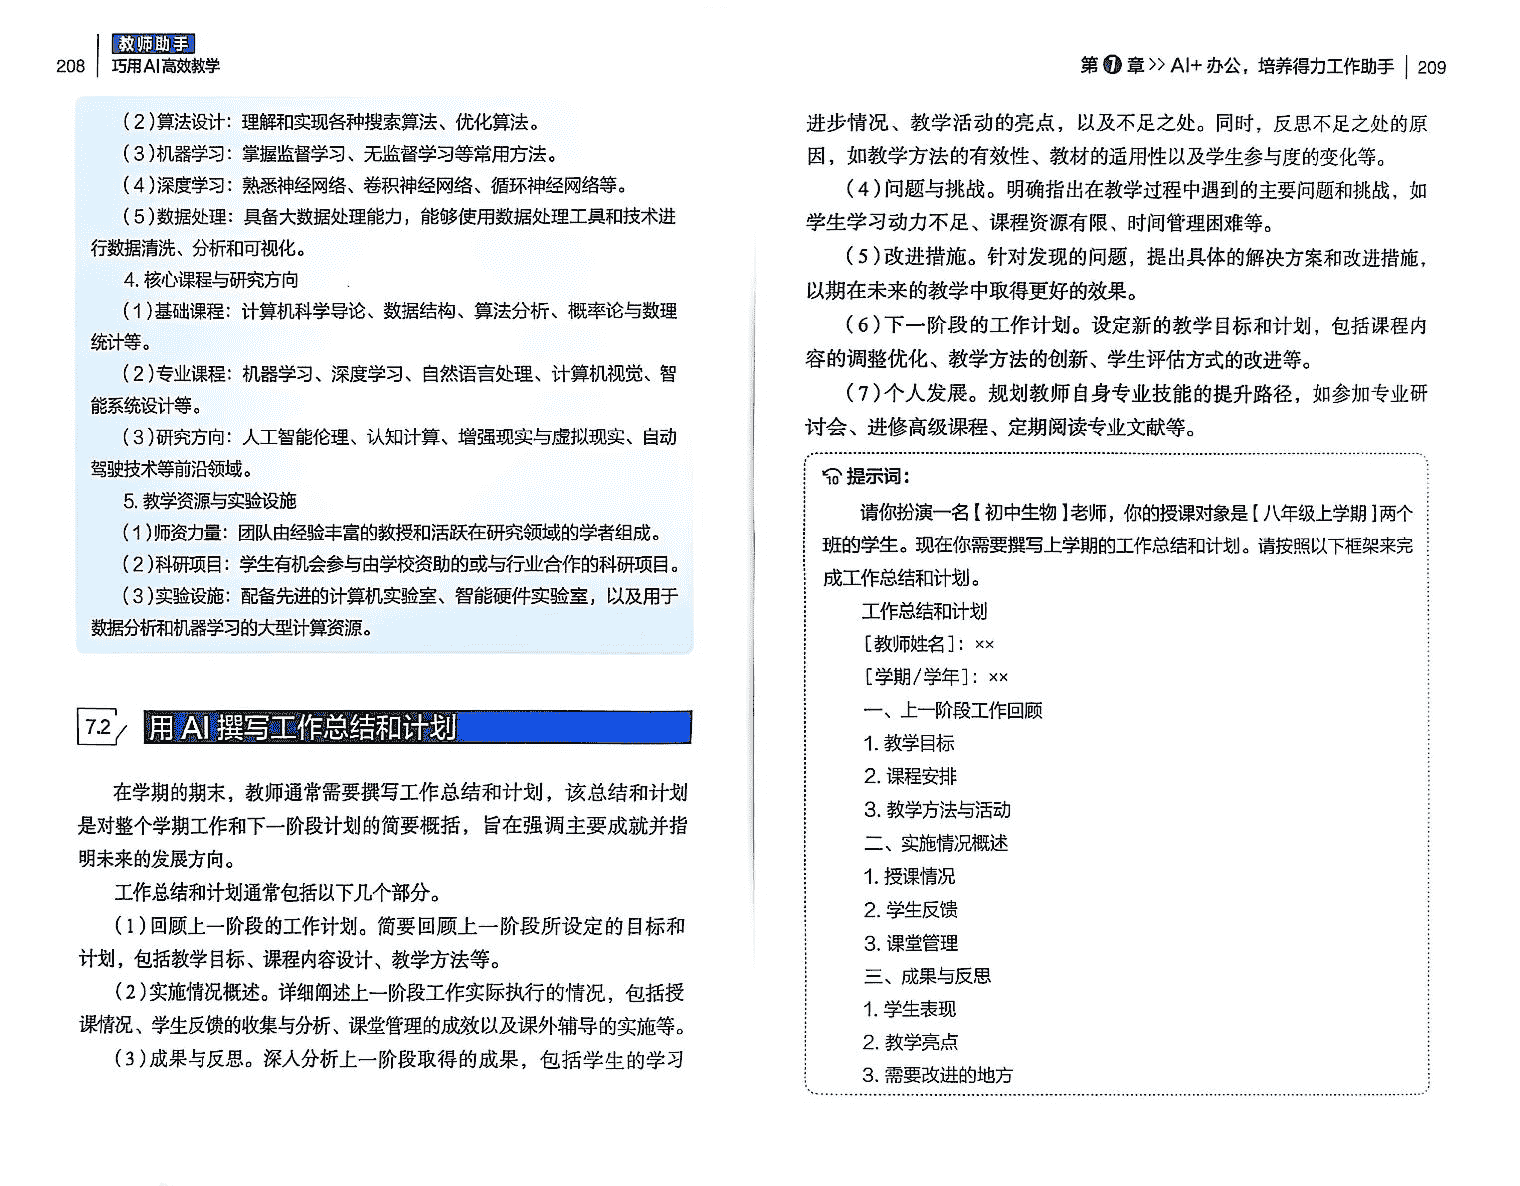 208
教师助手
巧用AI高效教学
（2）算法设计：理解和实现各种搜索算法、优化算法。
（3）机器学习：掌握监督学习、无监督学习等常用方法。
（4）深度学习：熟悉神经网络、卷积神经网络、循环神经网络等。
（5）数据处理：具备大数据处理能力，能够使用数据处理工具和技术进
行数据清洗、分析和可视化。
4. 核心课程与研究方向
（1）基础课程：计算机科学导论、数据结构、算法分析、概率论与数理
统计等。
（2）专业课程：机器学习、深度学习、自然语言处理、计算机视觉、智
能系统设计等。
（3）研究方向：人工智能伦理、认知计算、增强现实与虚拟现实、自动
驾驶技术等前沿领域。
5. 教学资源与实验设施
（1）师资力量：团队由经验丰富的教授和活跃在研究领域的学者组成。
（2）科研项目：学生有机会参与由学校资助的或与行业合作的科研项目。
（3）实验设施：配备先进的计算机实验室、智能硬件实验室，以及用于
数据分析和机器学习的大型计算资源。
7.2 用 AI 撰写工作总结和计划
在学期的期末，教师通常需要撰写工作总结和计划，该总结和计划
是对整个学期工作和下一阶段计划的简要概括，旨在强调主要成就并指
明未来的发展方向。
工作总结和计划通常包括以下几个部分。
（1）回顾上一阶段的工作计划。简要回顾上一阶段所设定的目标和
计划，包括教学目标、课程内容设计、教学方法等。
（2）实施情况概述。详细阐述上一阶段工作实际执行的情况，包括授
课情况、学生反馈的收集与分析、课堂管理的成效以及课外辅导的实施等。
（3）成果与反思。深入分析上一阶段取得的成果，包括学生的学习
第7章>> AI+ 办公，培养得力工作助手 209
进步情况、教学活动的亮点，以及不足之处。同时，反思不足之处的原
因，如教学方法的有效性、教材的适用性以及学生参与度的变化等。
（4）问题与挑战。明确指出在教学过程中遇到的主要问题和挑战，如
学生学习动力不足、课程资源有限、时间管理困难等。
（5）改进措施。针对发现的问题，提出具体的解决方案和改进措施，
以期在未来的教学中取得更好的效果。
（6）下一阶段的工作计划。设定新的教学目标和计划，包括课程内
容的调整优化、教学方法的创新、学生评估方式的改进等。
（7）个人发展。规划教师自身专业技能的提升路径，如参加专业研
讨会、进修高级课程、定期阅读专业文献等。
提示词：
请你扮演一名【初中生物】老师，你的授课对象是【八年级上学期】两个
班的学生。现在你需要撰写上学期的工作总结和计划。请按照以下框架来完
成工作总结和计划。
工作总结和计划
［教师姓名］：××
［学期/学年］：××
一、上一阶段工作回顾
1. 教学目标
2. 课程安排
3. 教学方法与活动
二、实施情况概述
1. 授课情况
2. 学生反馈
3. 课堂管理
三、成果与反思
1. 学生表现
2. 教学亮点
3. 需要改进的地方